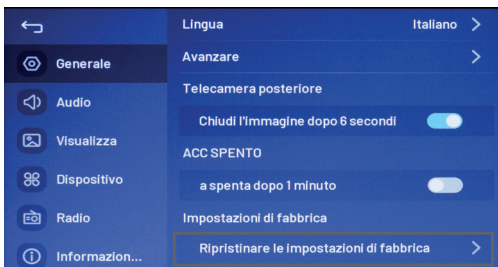 Lingua Italiano
Generale
Avanzare
Telecamera posteriore
Audio
Chiudi l'immagine dopo 6 secondi
Visualizza
ACC SPENTO
Dispositivo
a spenta dopo 1 minuto
Radio
Impostazioni di fabbrica
Informazion...
Ripristinare le impostazioni di fabbrica